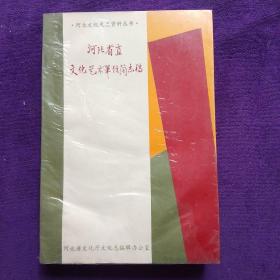 ·河北文化史志资料丛书·
河北省直
文化艺术单位简志稿
河北省文化厅文化志编辑办公室